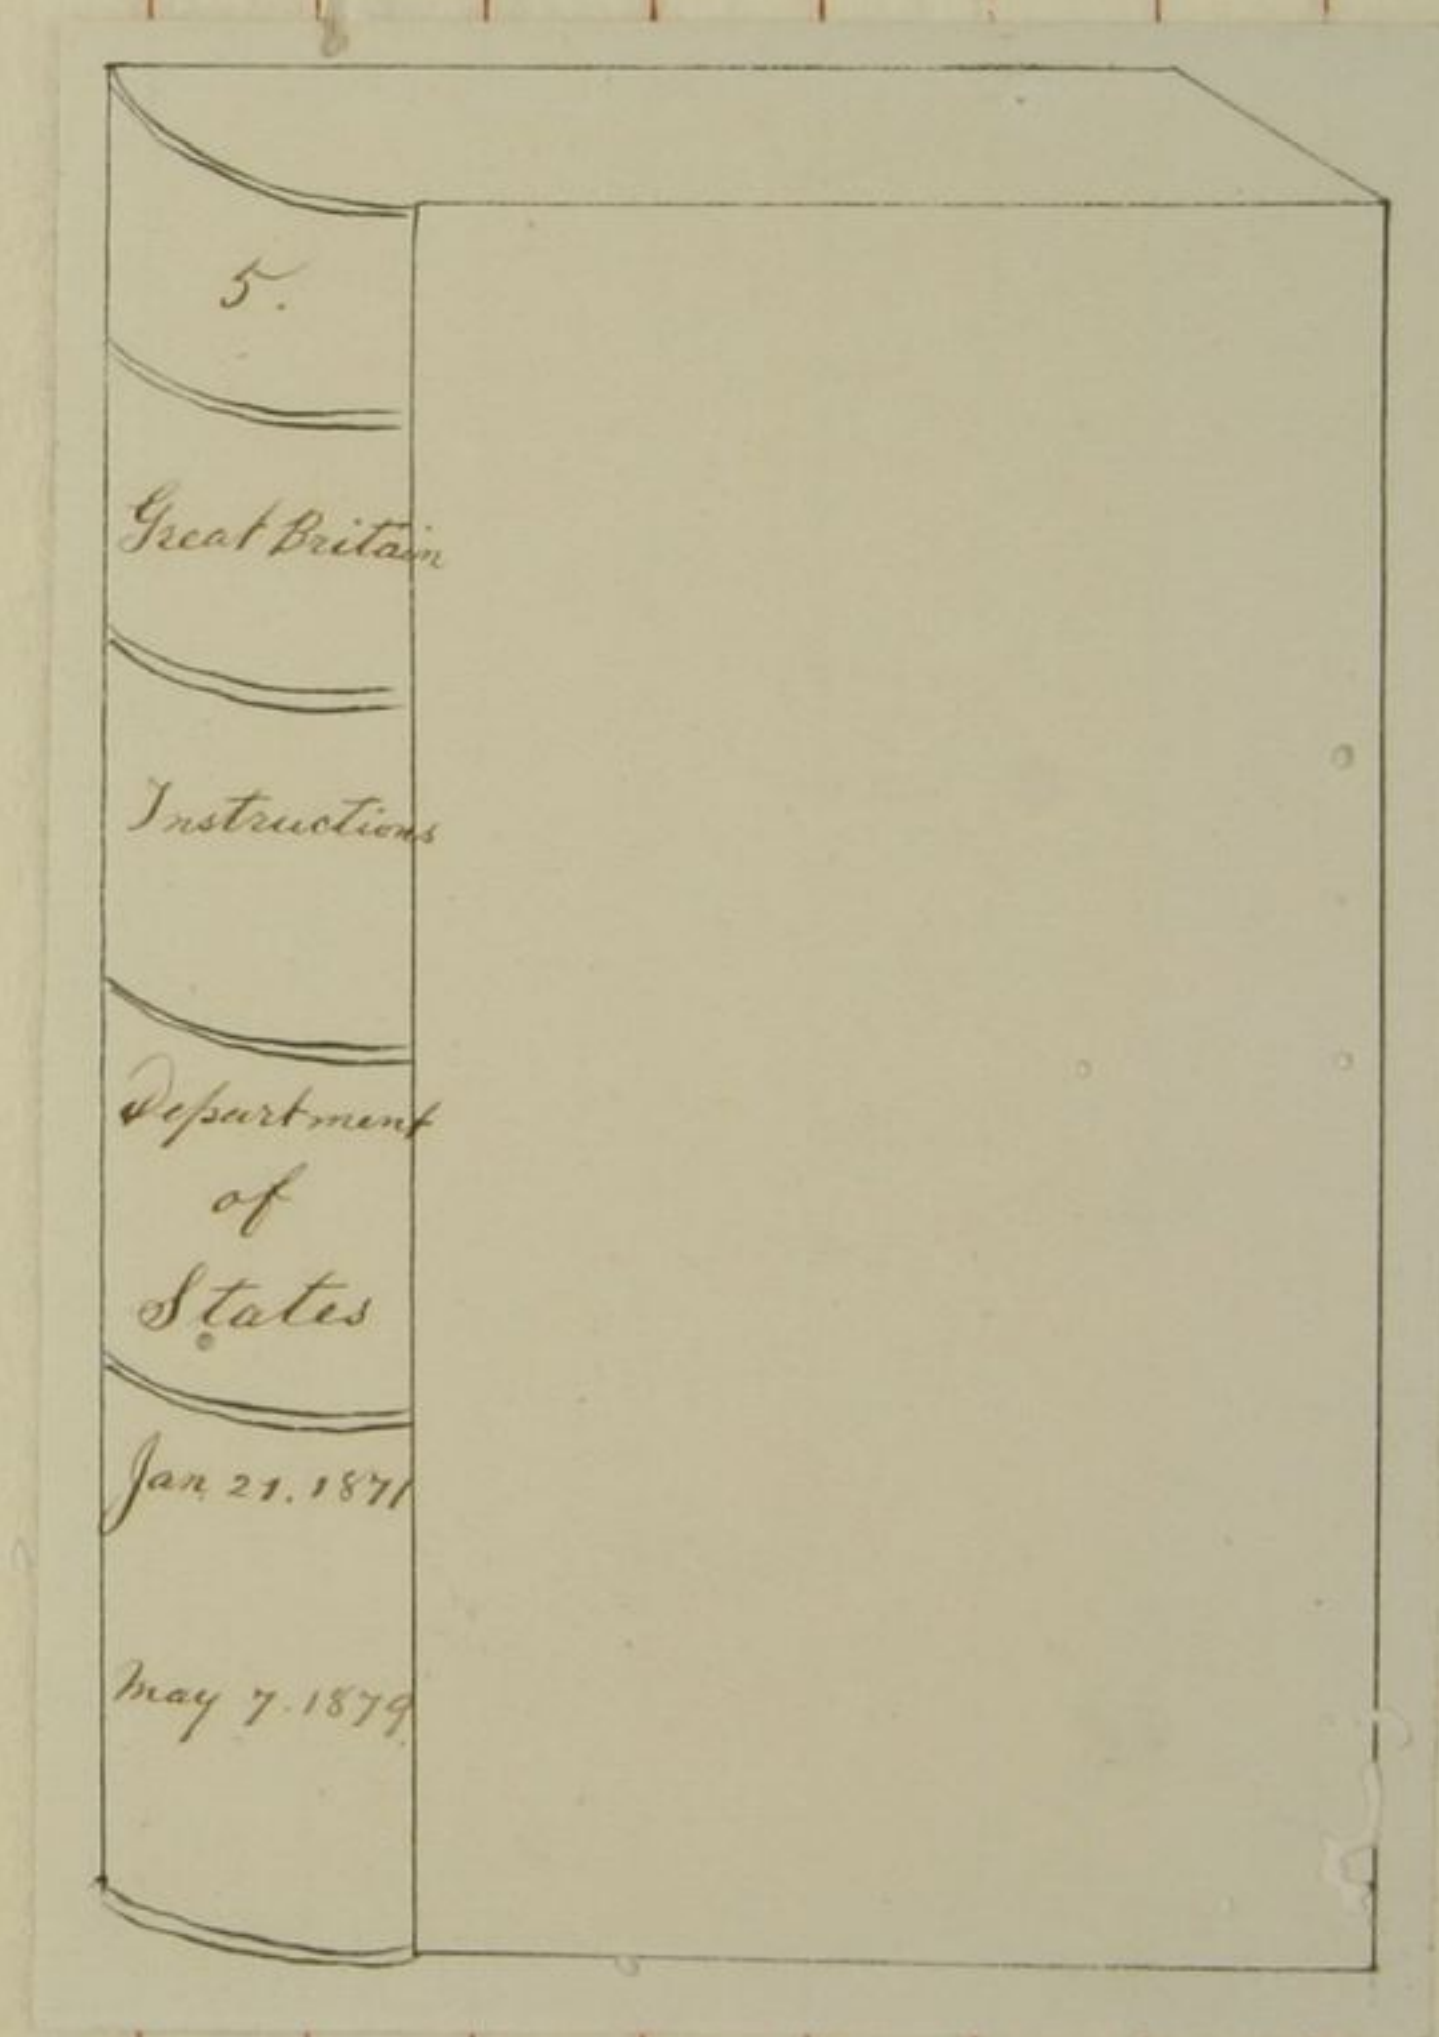 5.
Great Britain
Instructions
Department
of
States
Jan. 21. 1871
May 7. 1879